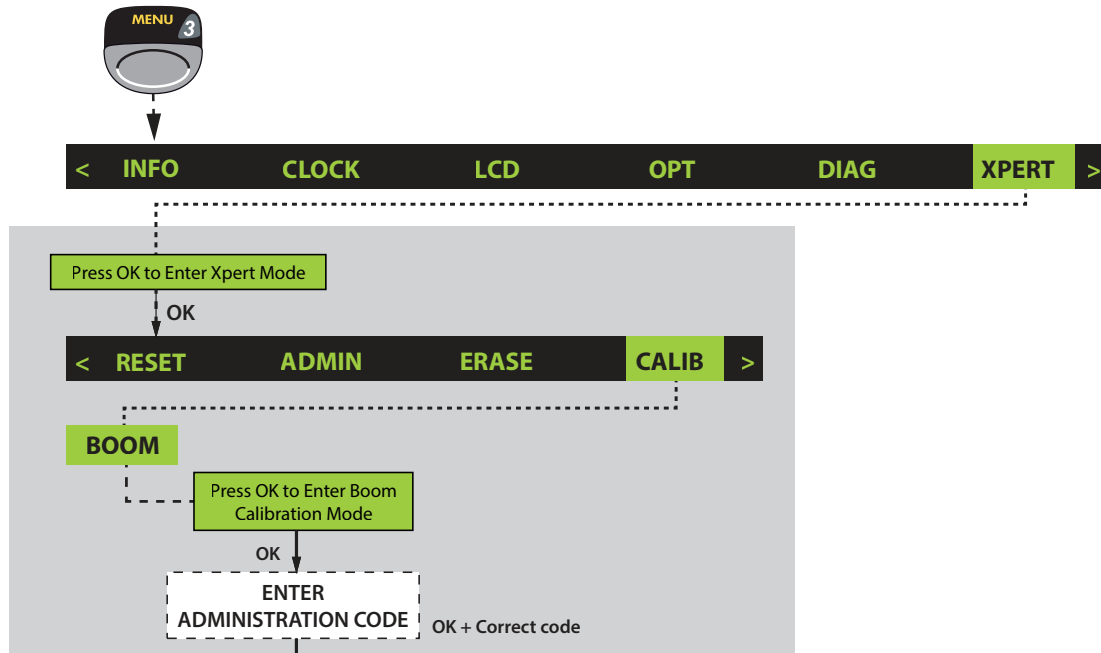 MENU 3
< INFO CLOCK LCD OPT DIAG XPERT >
Press OK to Enter Xpert Mode
OK
< RESET ADMIN ERASE CALIB >
BOOM
Press OK to Enter Boom
Calibration Mode
OK
ENTER
ADMINISTRATION CODE
OK + Correct code